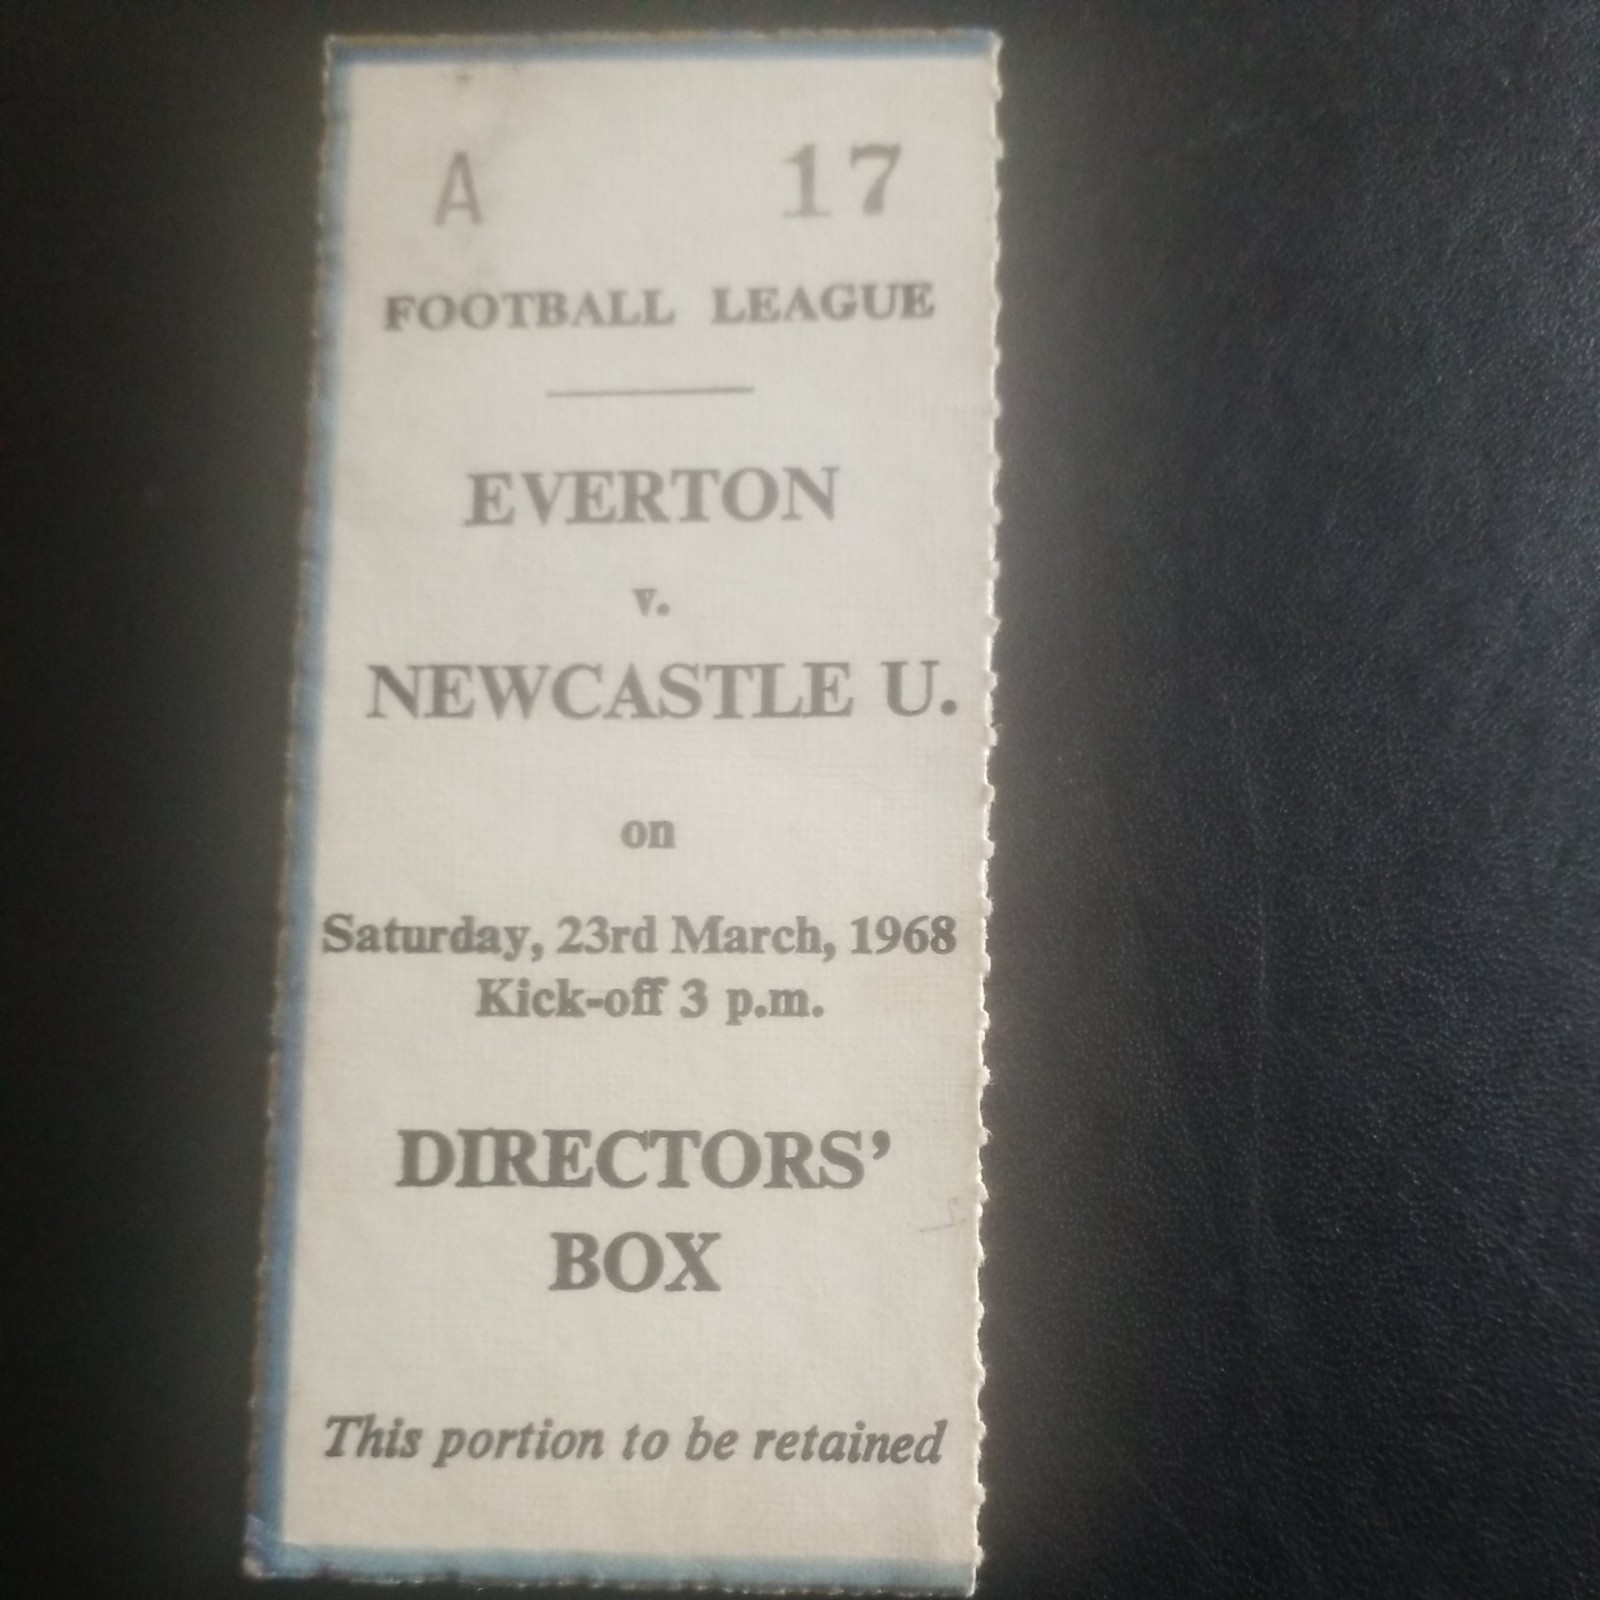 A 17
FOOTBALL LEAGUE
EVERTON
v.
NEWCASTLE U.
on
Saturday, 23rd March, 1968
Kick-off 3 p.m.
DIRECTORS'
BOX
This portion to be retained